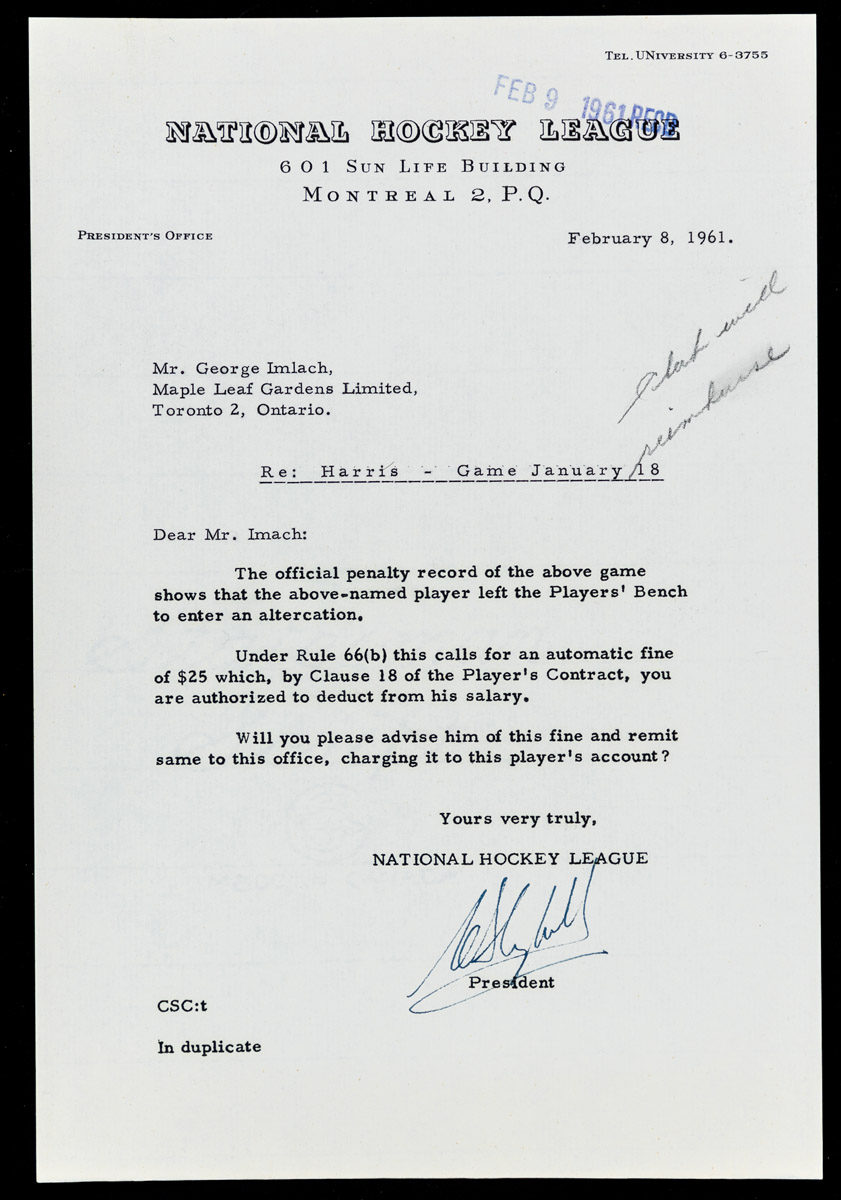 TEL. UNIVERSITY 6-3755
FEB 9 1961 RECD
NATIONAL HOCKEY LEAGUE
601 SUN LIFE BUILDING
MONTREAL 2, P.Q.
PRESIDENT'S OFFICE
February 8, 1961.
will
reimburse
Mr. George Imlach,
Maple Leaf Gardens Limited,
Toronto 2, Ontario.
Re: Harris - Game January 18
Dear Mr. Imach:
The official penalty record of the above game
shows that the above-named player left the Players' Bench
to enter an altercation.
Under Rule 66(b) this calls for an automatic fine
of $25 which, by Clause 18 of the Player's Contract, you
are authorized to deduct from his salary.
Will you please advise him of this fine and remit
same to this office, charging it to this player's account?
Yours very truly,
NATIONAL HOCKEY LEAGUE
President
CSC:t
In duplicate